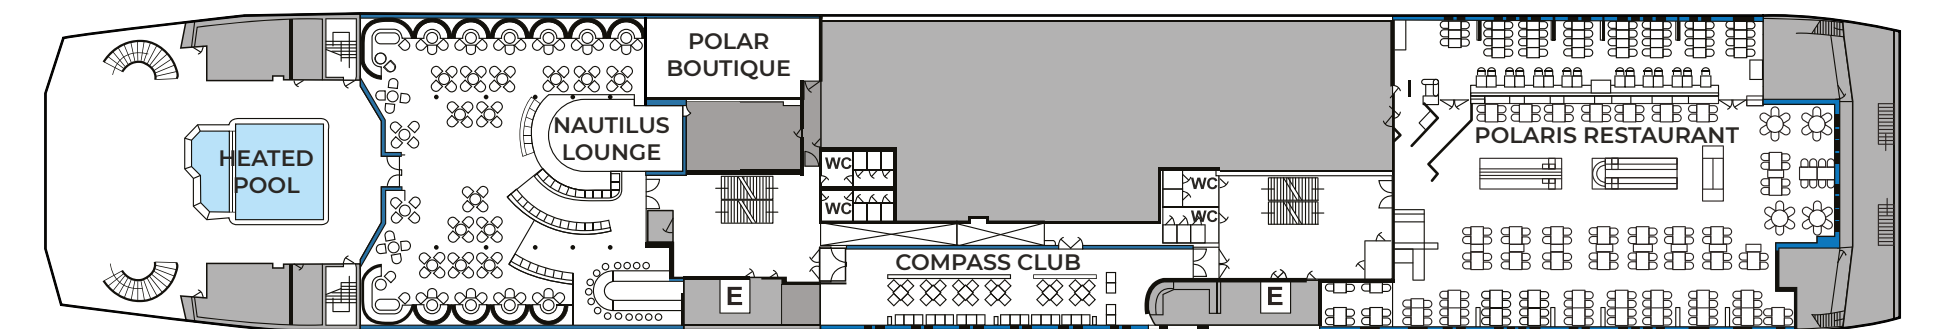 HEATED
POOL
NAUTILUS
LOUNGE
POLAR
BOUTIQUE
E
WC
WC
COMPASS CLUB
WC
WC
E
POLARIS RESTAURANT